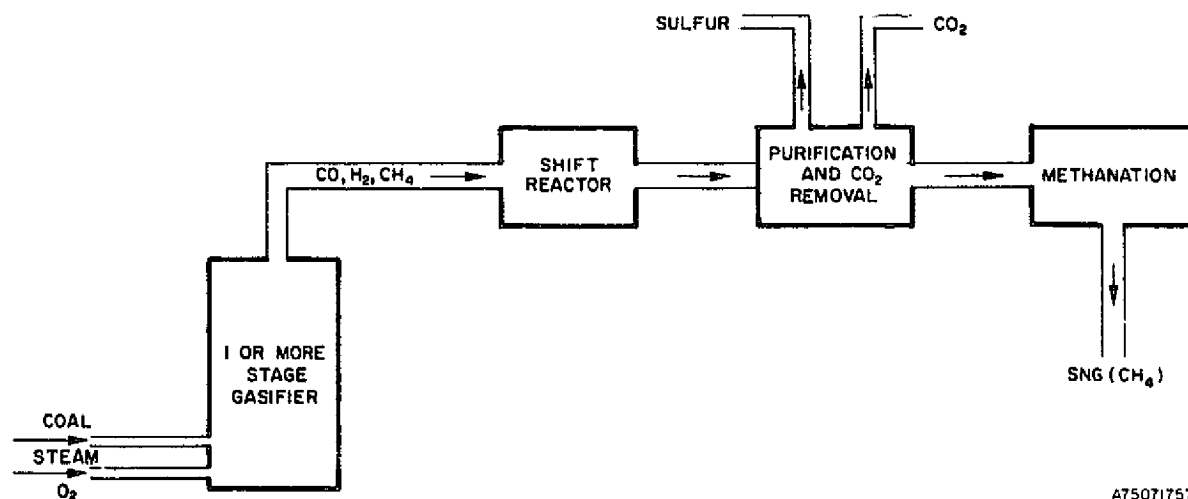 SULFUR
CO₂
CO, H₂, CH₄
SHIFT
REACTOR
PURIFICATION
AND CO₂
REMOVAL
METHANATION
1 OR MORE
STAGE
GASIFIER
SNG (CH₄)
COAL
STEAM
O₂
A7507175